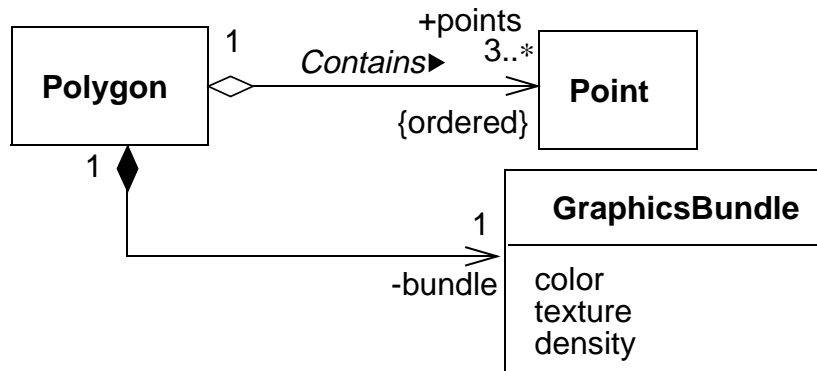 +points
1
3..*
Contains
Polygon
Point
{ordered}
1
GraphicsBundle
1
-bundle
color
texture
density